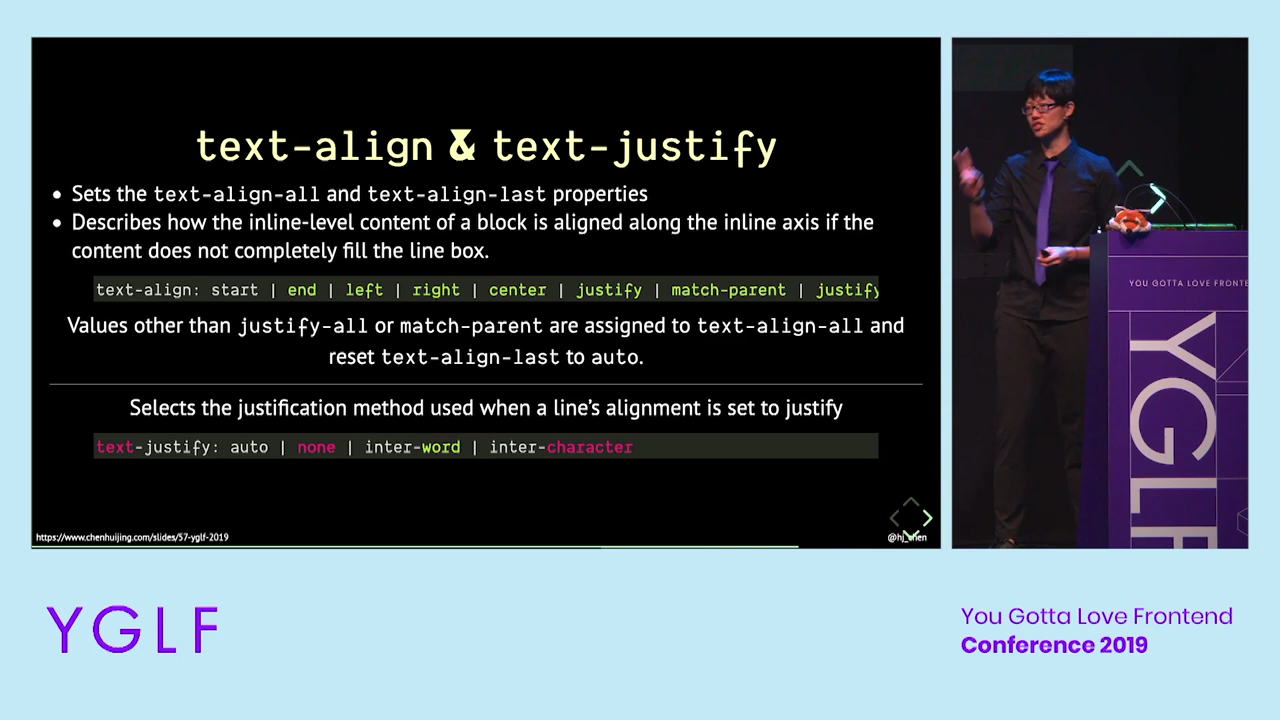 text-align & text-justify
• Sets the text-align-all and text-align-last properties
• Describes how the inline-level content of a block is aligned along the inline axis if the
content does not completely fill the line box.
text-align: start | end | left | right | center | justify | match-parent | justify
Values other than justify-all or match-parent are assigned to text-align-all and
reset text-align-last to auto.
Selects the justification method used when a line's alignment is set to justify
text-justify: auto | none | inter-word | inter-character
https://www.chenhuijing.com/slides/57-yglf-2019
@hj_chen
YOU GOTTA LOVE FRONTE
YGLF
YGLF
You Gotta Love Frontend
Conference 2019